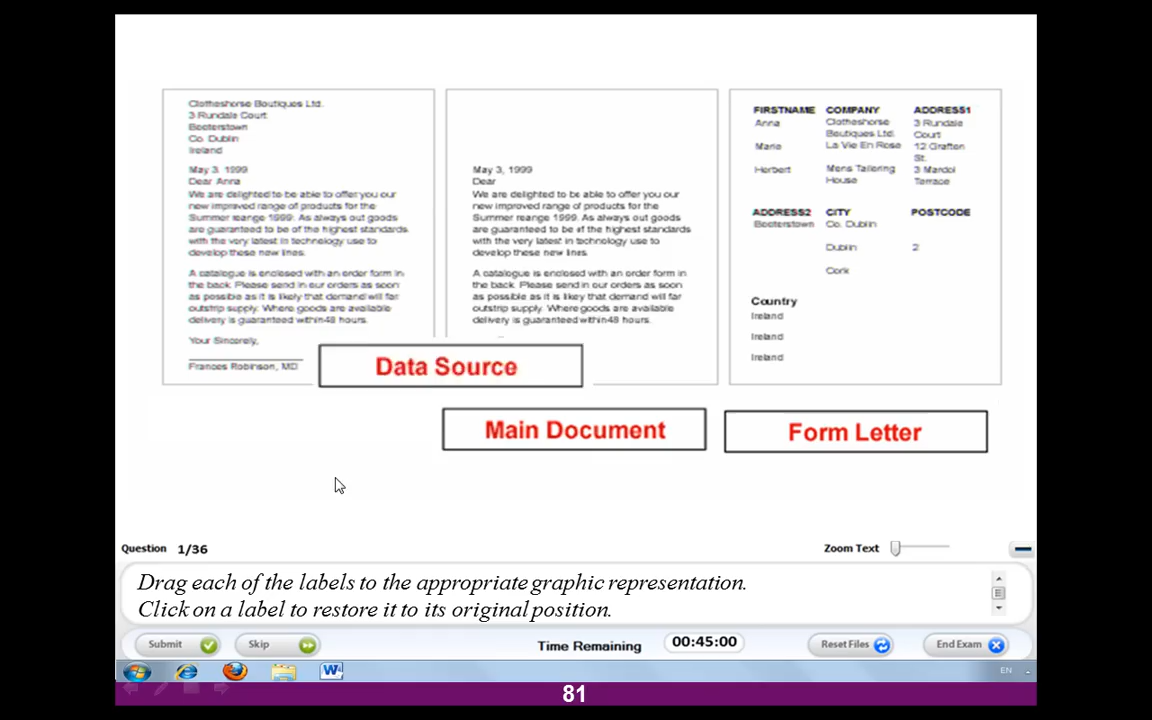 Clotheshorse Boutiques Ltd.
3 Rundale Court
Booterstown
Co. Dublin
Ireland
May 3. 1999
Dear Anna
We are delighted to be able to offer you our
new improved range of products for the
Summer reange 1999. As always out goods
are guaranteed to be of the highest standards
with the very latest in technology use to
develop these new lines.
A catalogue is enclosed with an order form in
the back. Please send in our orders as soon
as possible as it is likely that demand will far
outstrip supply. Where goods are available
delivery is guaranteed within48 hours.
Your Sincerely,
Frances Robinson, MD
May 3, 1999
Dear
We are delighted to be able to offer you our
new improved range of products for the
Summer reange 1999. As always out goods
are guaranteed to be of the highest standards
with the very latest in technology use to
develop these new lines.
A catalogue is enclosed with an order form in
the back. Please send in our orders as soon
as possible as it is likey that demand will far
outstrip supply. Where goods are available
delivery is guaranteed within48 hours.
FIRSTNAME COMPANY ADDRESS1
Anna Clotheshorse 3 Rundale
Boutiques Ltd. Court
Marie La Vie En Rose 12 Grafton
St.
Herbert Mens Tailoring 3 Mardol
House Terrace
ADDRESS2 CITY POSTCODE
Booterstown Co. Dublin
Dublin 2
Cork
Country
Ireland
Ireland
Ireland
Data Source
Main Document
Form Letter
Question 1/36
Zoom Text
Drag each of the labels to the appropriate graphic representation.
Click on a label to restore it to its original position.
Submit Skip Time Remaining 00:45:00 Reset Files End Exam
W EN
81